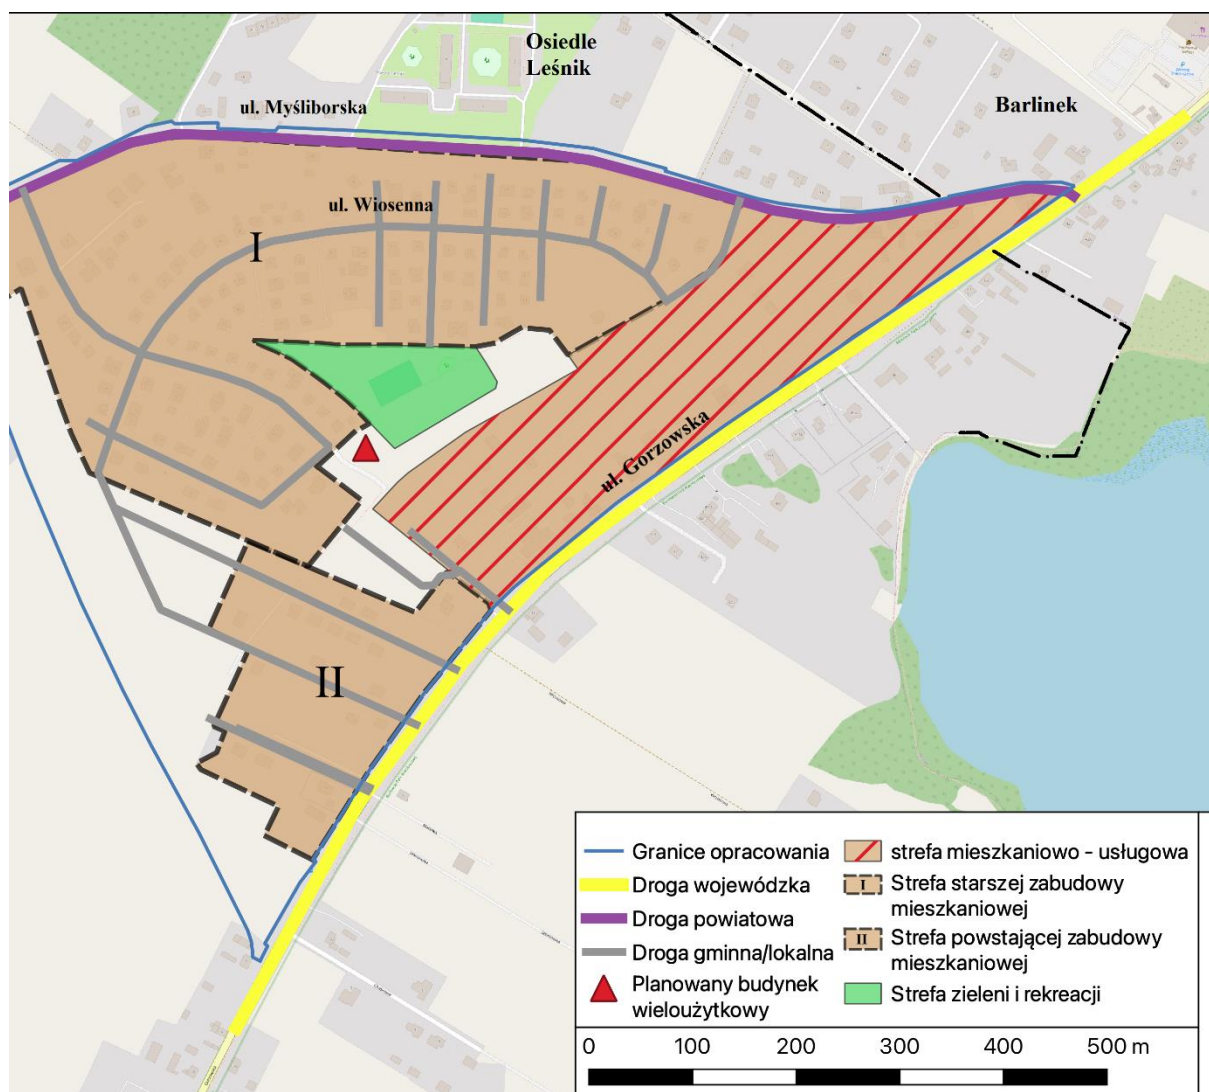 Osiedle
Leśnik
ul. Myśliborska
Barlinek
ul. Wiosenna
I
ul. Gorzowska
II
Granice opracowania
Droga wojewódzka
Droga powiatowa
Droga gminna/lokalna
Planowany budynek
wieloużytkowy
strefa mieszkaniowo - usługowa
I
Strefa starszej zabudowy
mieszkaniowej
II
Strefa powstającej zabudowy
mieszkaniowej
Strefa zieleni i rekreacji
0 100 200 300 400 500 m